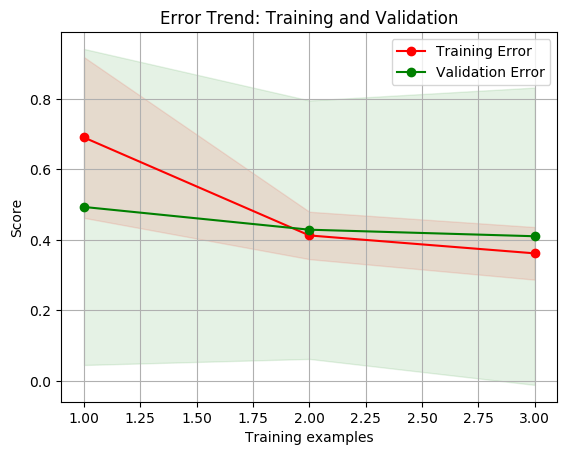 Error Trend: Training and Validation
Training Error
Validation Error
Score
0.8
0.6
0.4
0.2
0.0
1.00 1.25 1.50 1.75 2.00 2.25 2.50 2.75 3.00
Training examples